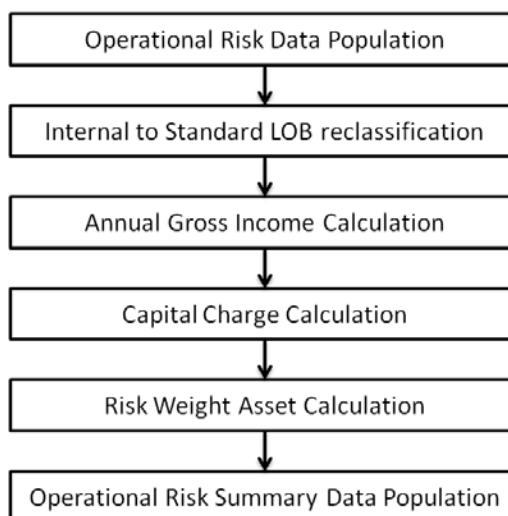 Operational Risk Data Population
Internal to Standard LOB reclassification
Annual Gross Income Calculation
Capital Charge Calculation
Risk Weight Asset Calculation
Operational Risk Summary Data Population